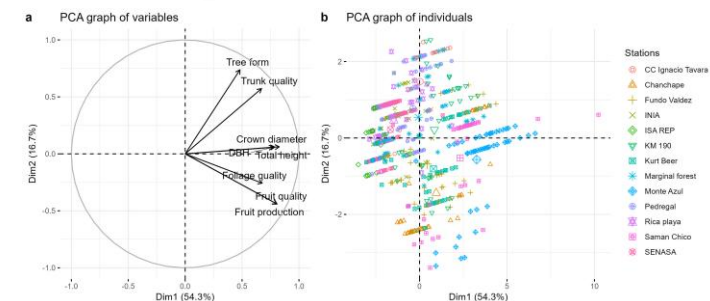 a PCA graph of variables
1.0
0.5
0.0
-0.5
-1.0
Dim2 (16.7%)
Tree form
Trunk quality
Crown diameter
DBH
Total height
Foliage quality
Fruit quality
Fruit production
-1.0 -0.5 0.0 0.5 1.0
Dim1 (54.3%)
b PCA graph of individuals
2
0
-2
Dim2 (16.7%)
0 5 10
Dim1 (54.3%)
Stations
CC Ignacio Tavara
Chanchape
Fundo Valdez
INIA
ISA REP
KM 190
Kurt Beer
Marginal forest
Monte Azul
Pedregal
Rica playa
Saman Chico
SENASA